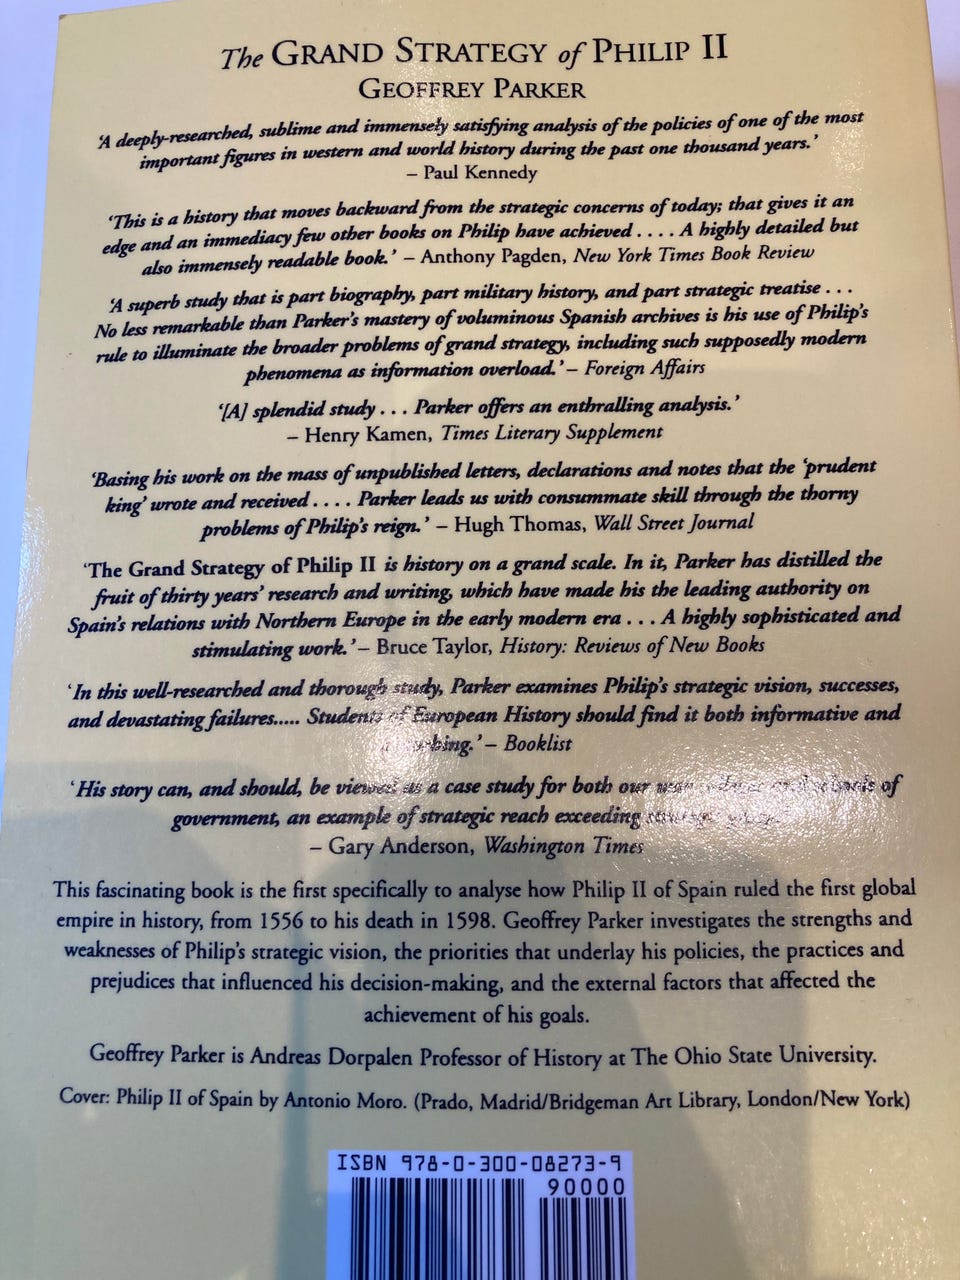 The GRAND STRATEGY of PHILIP II
GEOFFREY PARKER
'A deeply-researched, sublime and immensely satisfying analysis of the policies of one of the most
important figures in western and world history during the past one thousand years.'
– Paul Kennedy
'This is a history that moves backward from the strategic concerns of today; that gives it an
edge and an immediacy few other books on Philip have achieved . . . . A highly detailed but
also immensely readable book.' – Anthony Pagden, New York Times Book Review
'A superb study that is part biography, part military history, and part strategic treatise . . .
No less remarkable than Parker's mastery of voluminous Spanish archives is his use of Philip's
rule to illuminate the broader problems of grand strategy, including such supposedly modern
phenomena as information overload.' – Foreign Affairs
'[A] splendid study . . . Parker offers an enthralling analysis.'
– Henry Kamen, Times Literary Supplement
'Basing his work on the mass of unpublished letters, declarations and notes that the 'prudent
king' wrote and received . . . . Parker leads us with consummate skill through the thorny
problems of Philip's reign.' – Hugh Thomas, Wall Street Journal
'The Grand Strategy of Philip II is history on a grand scale. In it, Parker has distilled the
fruit of thirty years' research and writing, which have made his the leading authority on
Spain's relations with Northern Europe in the early modern era . . . A highly sophisticated and
stimulating work.' – Bruce Taylor, History: Reviews of New Books
'In this well-researched and thorough study, Parker examines Philip's strategic vision, successes,
and devastating failures..... Students of European History should find it both informative and
– Booklist
'His story can, and should, be viewed as a case study for both our of
government, an example of strategic reach exceeding
– Gary Anderson, Washington Times
This fascinating book is the first specifically to analyse how Philip II of Spain ruled the first global
empire in history, from 1556 to his death in 1598. Geoffrey Parker investigates the strengths and
weaknesses of Philip's strategic vision, the priorities that underlay his policies, the practices and
prejudices that influenced his decision-making, and the external factors that affected the
achievement of his goals.
Geoffrey Parker is Andreas Dorpalen Professor of History at The Ohio State University.
Cover: Philip II of Spain by Antonio Moro. (Prado, Madrid/Bridgeman Art Library, London/New York)
ISBN 978-0-300-08273-9
90000